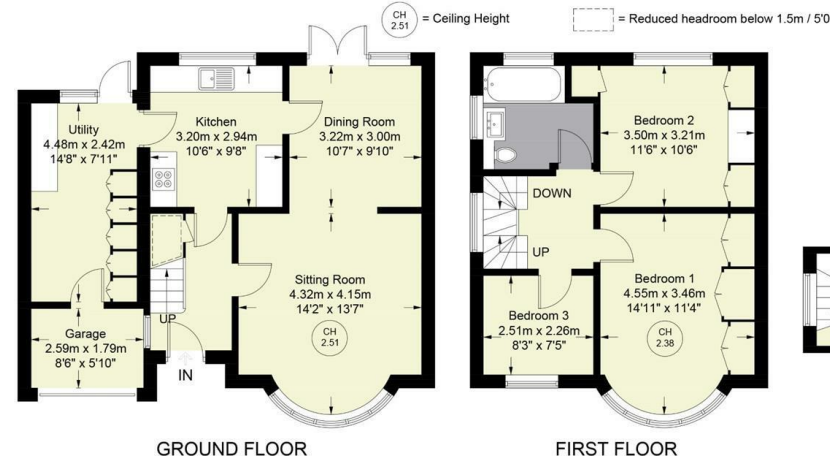 CH
2.51
= Ceiling Height
= Reduced headroom below 1.5m / 5'0
Utility
4.48m x 2.42m
14'8" x 7'11"
Kitchen
3.20m x 2.94m
10'6" x 9'8"
Dining Room
3.22m x 3.00m
10'7" x 9'10"
Sitting Room
4.32m x 4.15m
14'2" x 13'7"
CH
2.51
UP
Garage
2.59m x 1.79m
8'6" x 5'10"
IN
GROUND FLOOR
Bedroom 2
3.50m x 3.21m
11'6" x 10'6"
DOWN
UP
Bedroom 1
4.55m x 3.46m
14'11" x 11'4"
CH
2.38
Bedroom 3
2.51m x 2.26m
8'3" x 7'5"
FIRST FLOOR